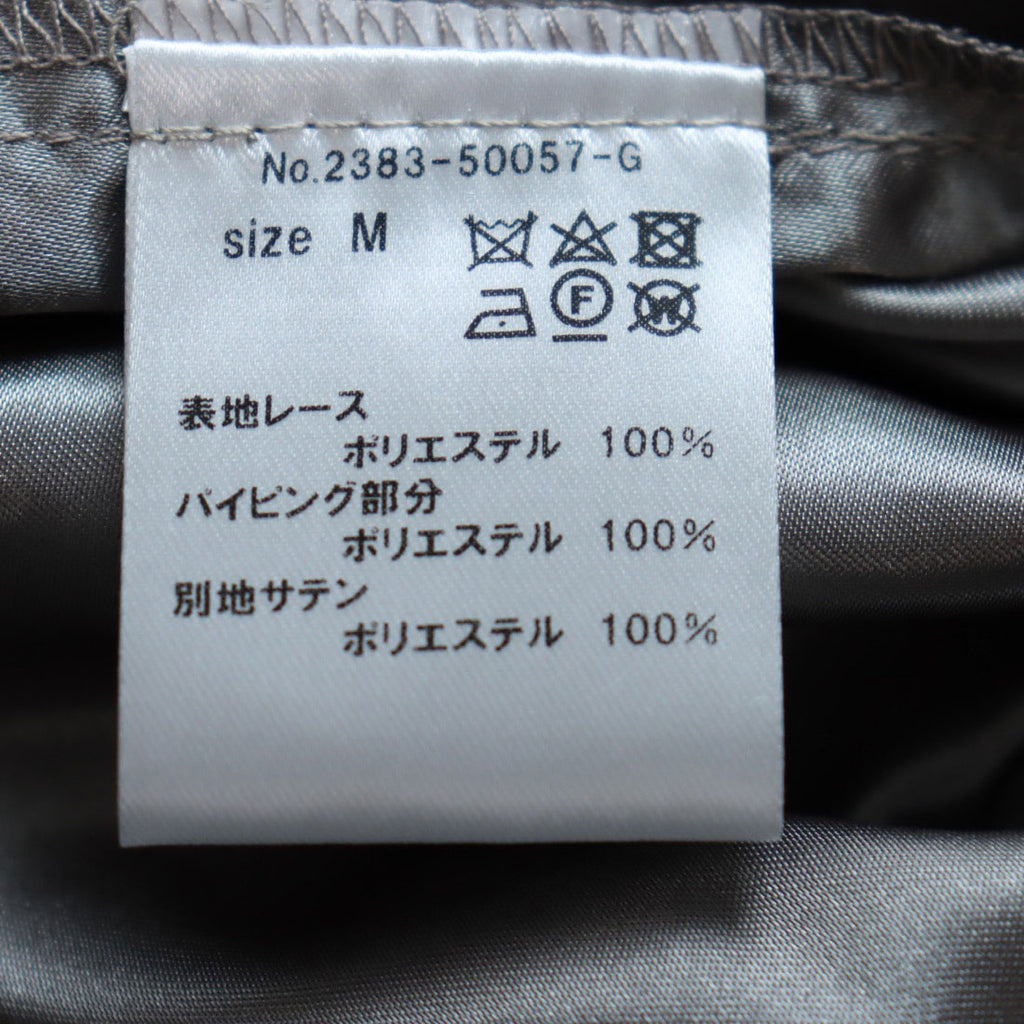 No.2383-50057-G
size M
F W
表地レース
ポリエステル 100%
パイピング部分
ポリエステル 100%
別地サテン
ポリエステル 100%